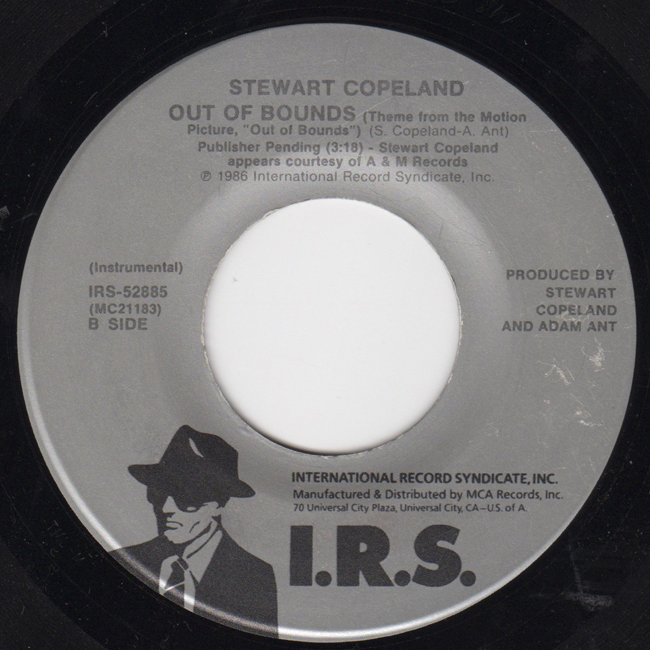 STEWART COPELAND
OUT OF BOUNDS (Theme from the Motion
Picture, "Out of Bounds") (S. Copeland-A. Ant)
Publisher Pending (3:18) - Stewart Copeland
appears courtesy of A & M Records
℗ 1986 International Record Syndicate, Inc.
(Instrumental)
IRS-52885
(MC21183)
B SIDE
PRODUCED BY
STEWART
COPELAND
AND ADAM ANT
INTERNATIONAL RECORD SYNDICATE, INC.
Manufactured & Distributed by MCA Records, Inc.
70 Universal City Plaza, Universal City, CA–U.S. of A.
I.R.S.